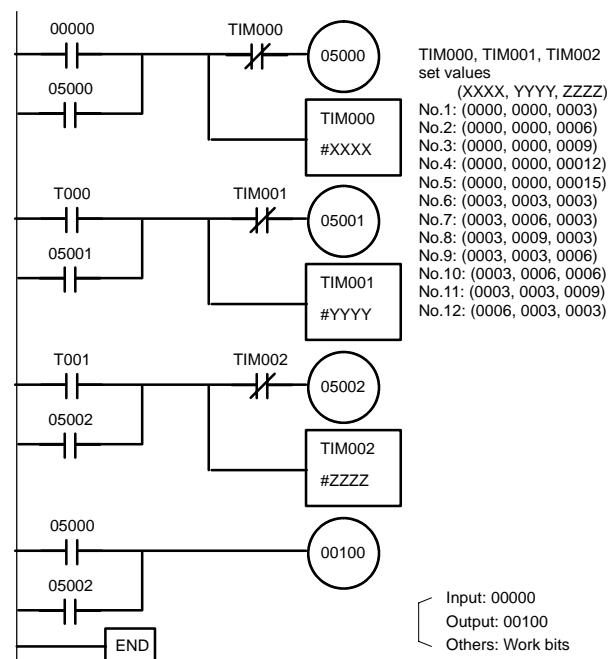 00000
TIM000
05000
05000
TIM000
#XXXX
T000
TIM001
05001
05001
TIM001
#YYYY
T001
TIM002
05002
05002
TIM002
#ZZZZ
05000
00100
05002
END
TIM000, TIM001, TIM002
set values
(XXXX, YYYY, ZZZZ)
No.1: (0000, 0000, 0003)
No.2: (0000, 0000, 0006)
No.3: (0000, 0000, 0009)
No.4: (0000, 0000, 00012)
No.5: (0000, 0000, 00015)
No.6: (0003, 0003, 0003)
No.7: (0003, 0006, 0003)
No.8: (0003, 0009, 0003)
No.9: (0003, 0003, 0006)
No.10: (0003, 0006, 0006)
No.11: (0003, 0003, 0009)
No.12: (0006, 0003, 0003)
Input: 00000
Output: 00100
Others: Work bits